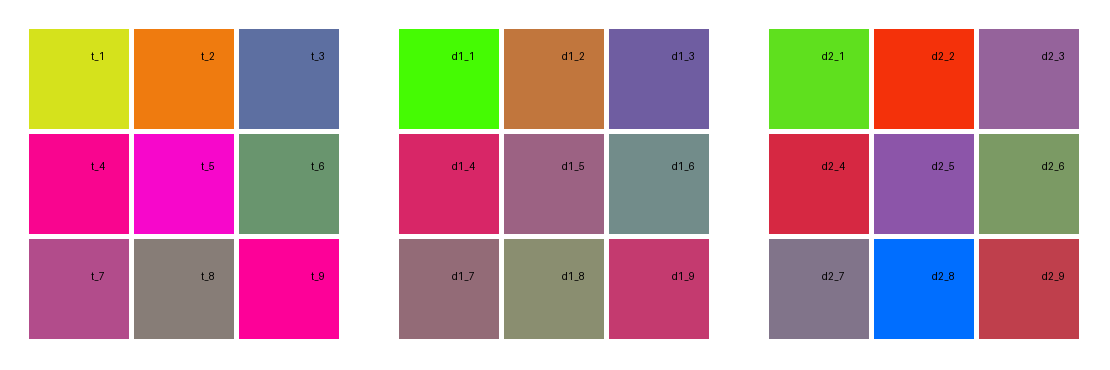 t_1 t_2 t_3 d1_1 d1_2 d1_3 d2_1 d2_2 d2_3
t_4 t_5 t_6 d1_4 d1_5 d1_6 d2_4 d2_5 d2_6
t_7 t_8 t_9 d1_7 d1_8 d1_9 d2_7 d2_8 d2_9